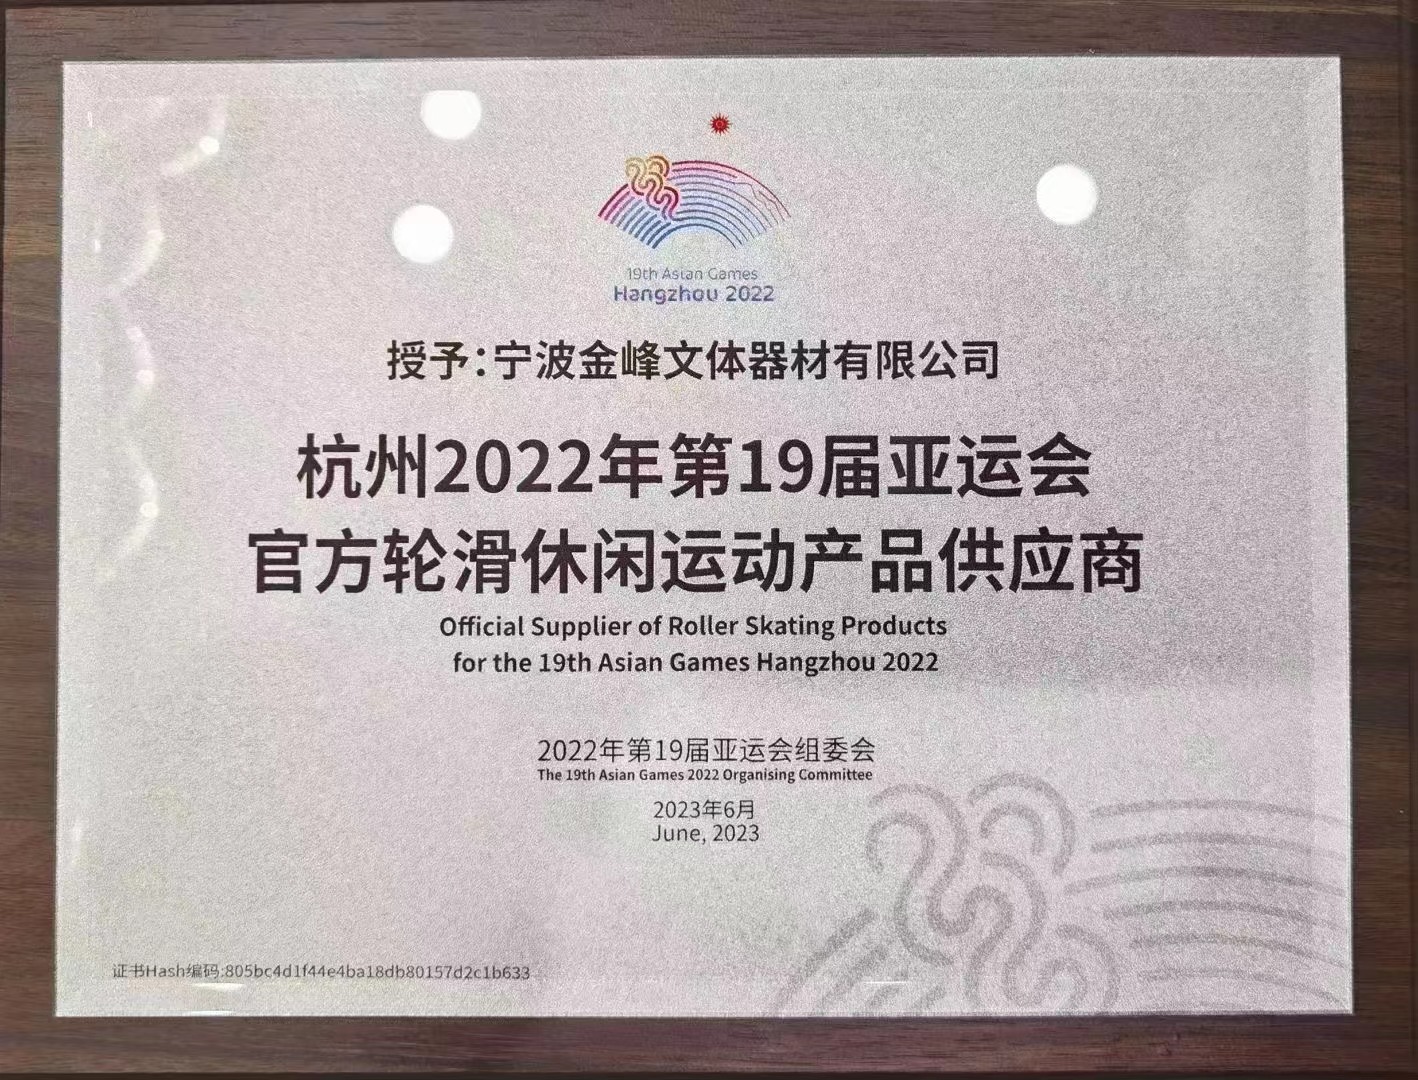 19th Asian Games
Hangzhou 2022
授予:宁波金峰文体器材有限公司
杭州2022年第19届亚运会
官方轮滑休闲运动产品供应商
Official Supplier of Roller Skating Products
for the 19th Asian Games Hangzhou 2022
2022年第19届亚运会组委会
The 19th Asian Games 2022 Organising Committee
2023年6月
June, 2023
证书Hash编码:805bc4d1f44e4ba18db80157d2c1b633